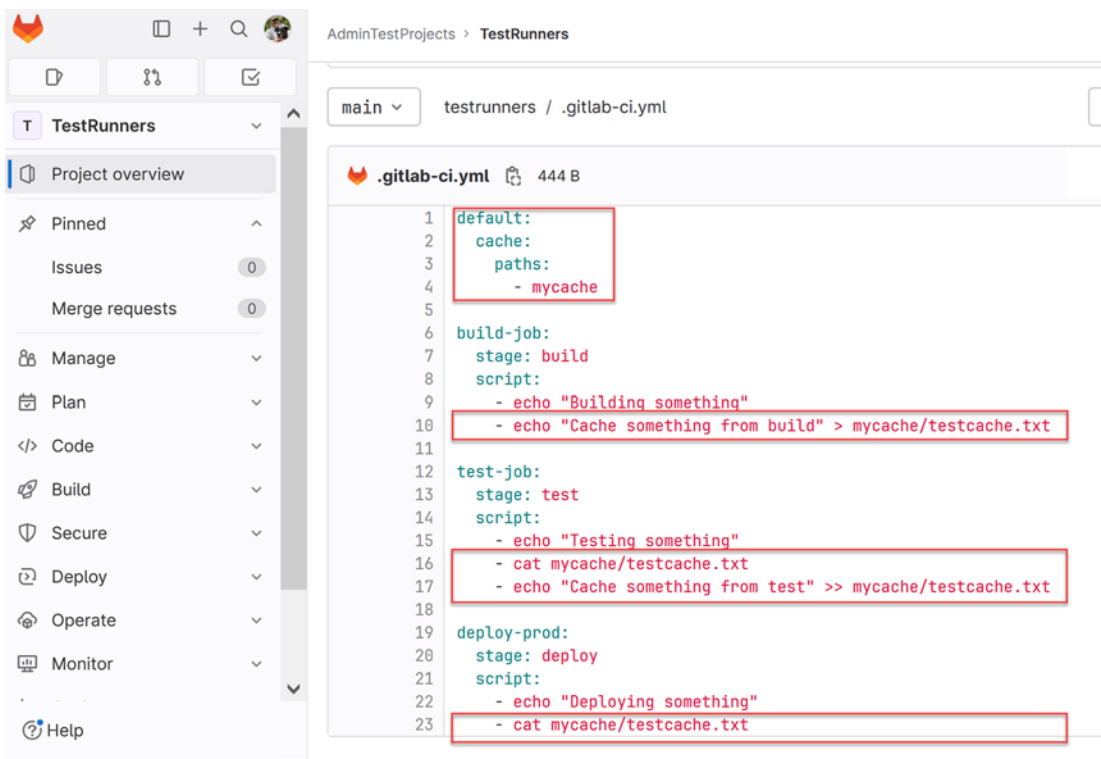 AdminTestProjects > TestRunners
T TestRunners
Project overview
Pinned
Issues 0
Merge requests 0
Manage
Plan
Code
Build
Secure
Deploy
Operate
Monitor
Help
main testrunners / .gitlab-ci.yml
.gitlab-ci.yml 444 B
1 default:
2   cache:
3     paths:
4       - mycache
5
6 build-job:
7   stage: build
8   script:
9     - echo "Building something"
10     - echo "Cache something from build" > mycache/testcache.txt
11
12 test-job:
13   stage: test
14   script:
15     - echo "Testing something"
16     - cat mycache/testcache.txt
17     - echo "Cache something from test" >> mycache/testcache.txt
18
19 deploy-prod:
20   stage: deploy
21   script:
22     - echo "Deploying something"
23     - cat mycache/testcache.txt